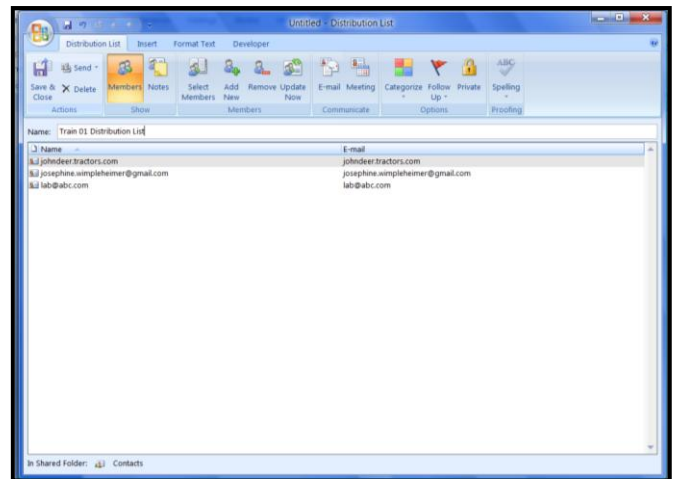 Untitled - Distribution List
Distribution List Insert Format Text Developer
Save & Close
Send
Delete
Actions
Members
Notes
Show
Select Members
Add New
Remove
Update Now
Members
E-mail
Meeting
Communicate
Categorize
Follow Up
Private
Options
ABC
Spelling
Proofing
Name: Train 01 Distribution List
Name E-mail
johndeer.tractors.com johndeer.tractors.com
josephine.wimpleheimer@gmail.com josephine.wimpleheimer@gmail.com
lab@abc.com lab@abc.com
In Shared Folder: Contacts